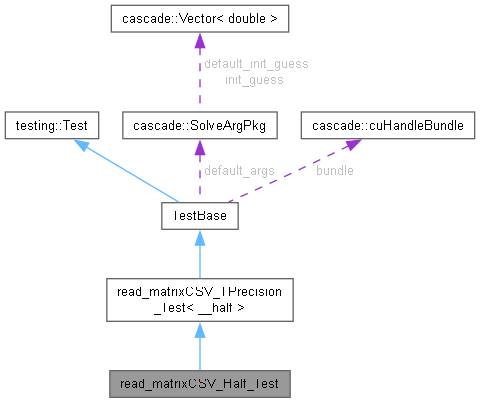 cascade::Vector< double >
default_init_guess
init_guess
testing::Test
cascade::SolveArgPkg
cascade::cuHandleBundle
default_args
bundle
TestBase
read_matrixCSV_TPrecision
_Test< __half >
read_matrixCSV_Half_Test